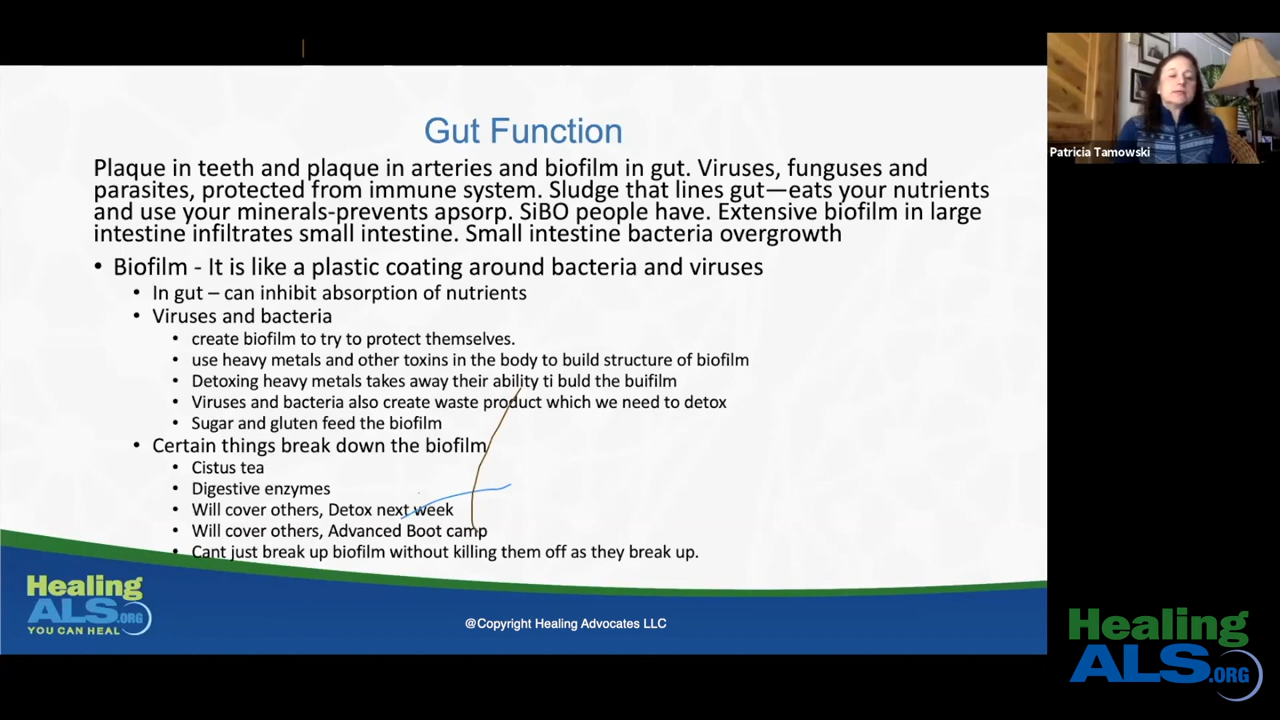 Gut Function
Plaque in teeth and plaque in arteries and biofilm in gut. Viruses, funguses and
parasites, protected from immune system. Sludge that lines gut—eats your nutrients
and use your minerals-prevents apsorp. SiBO people have. Extensive biofilm in large
intestine infiltrates small intestine. Small intestine bacteria overgrowth
• Biofilm - It is like a plastic coating around bacteria and viruses
• In gut – can inhibit absorption of nutrients
• Viruses and bacteria
• create biofilm to try to protect themselves.
• use heavy metals and other toxins in the body to build structure of biofilm
• Detoxing heavy metals takes away their ability ti buld the buifilm
• Viruses and bacteria also create waste product which we need to detox
• Sugar and gluten feed the biofilm
• Certain things break down the biofilm
• Cistus tea
• Digestive enzymes
• Will cover others, Detox next week
• Will cover others, Advanced Boot camp
• Cant just break up biofilm without killing them off as they break up.
Healing
ALS.ORG
YOU CAN HEAL
@Copyright Healing Advocates LLC
Patricia Tamowski
Healing
ALS.ORG